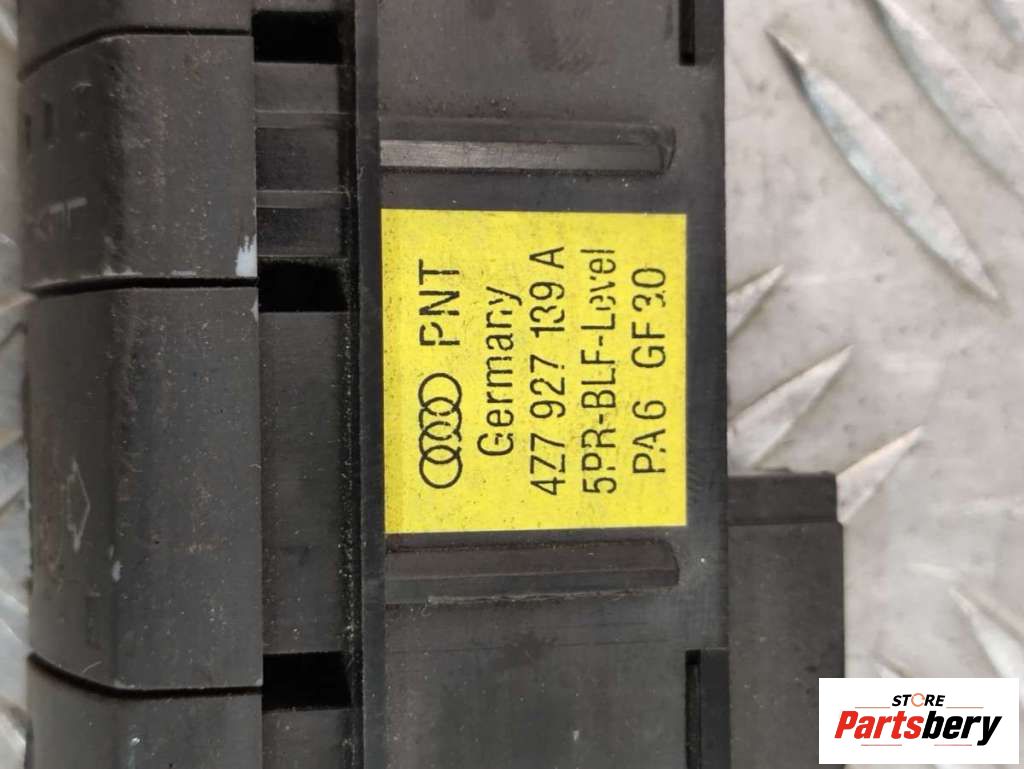 PNT
Germany
4Z7 927 139 A
5PR-BLF-Level
PA6 GF30
STORE
Partsbery